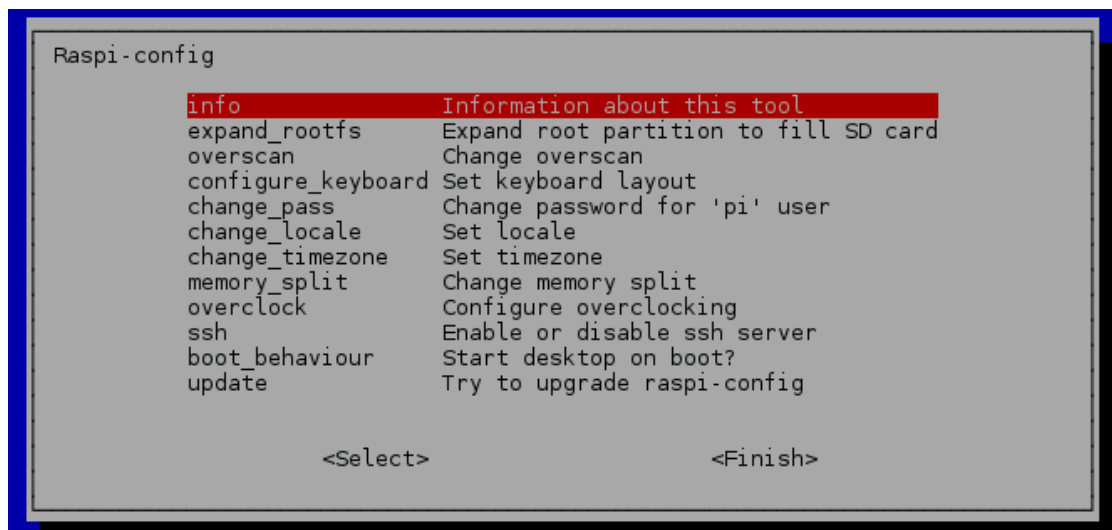 Raspi-config
info Information about this tool
expand_rootfs Expand root partition to fill SD card
overscan Change overscan
configure_keyboard Set keyboard layout
change_pass Change password for 'pi' user
change_locale Set locale
change_timezone Set timezone
memory_split Change memory split
overclock Configure overclocking
ssh Enable or disable ssh server
boot_behaviour Start desktop on boot?
update Try to upgrade raspi-config
<Select> <Finish>